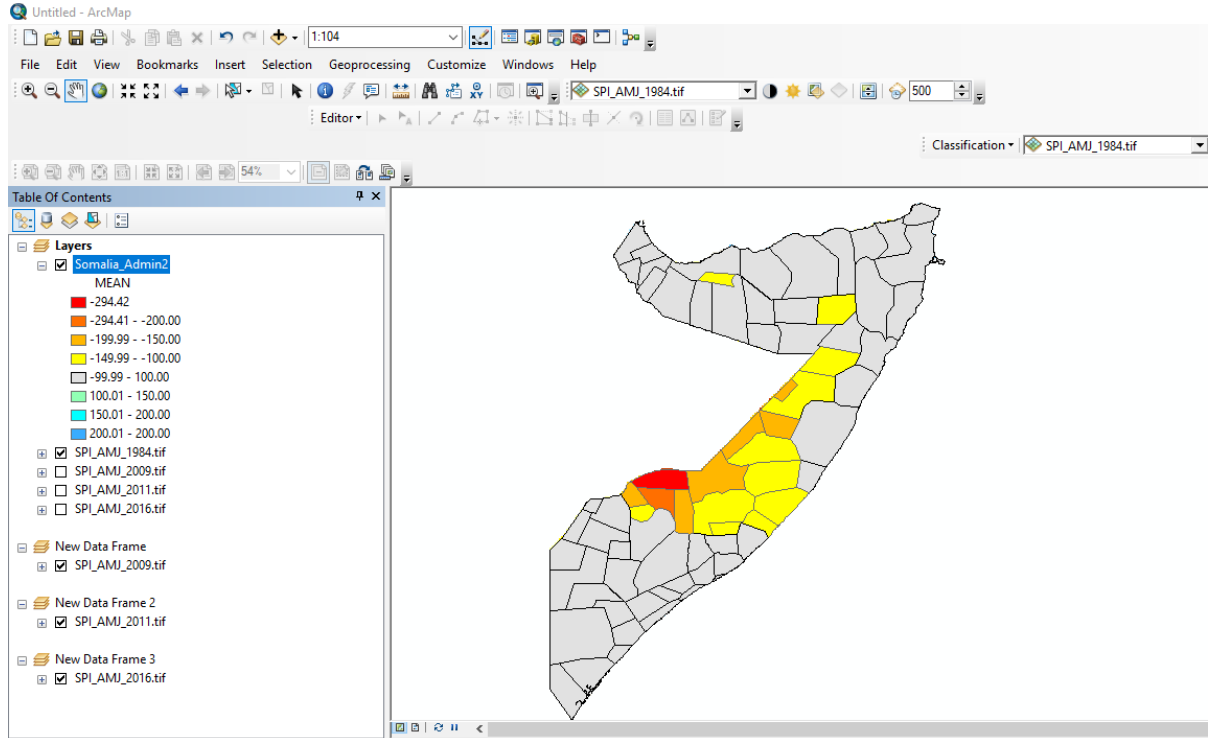 Untitled - ArcMap
1:104
File Edit View Bookmarks Insert Selection Geoprocessing Customize Windows Help
SPI_AMJ_1984.tif 500
Editor
Classification SPI_AMJ_1984.tif
54%
Table Of Contents
Layers
Somalia_Admin2
MEAN
-294.42
-294.41 - -200.00
-199.99 - -150.00
-149.99 - -100.00
-99.99 - 100.00
100.01 - 150.00
150.01 - 200.00
200.01 - 200.00
SPI_AMJ_1984.tif
SPI_AMJ_2009.tif
SPI_AMJ_2011.tif
SPI_AMJ_2016.tif
New Data Frame
SPI_AMJ_2009.tif
New Data Frame 2
SPI_AMJ_2011.tif
New Data Frame 3
SPI_AMJ_2016.tif